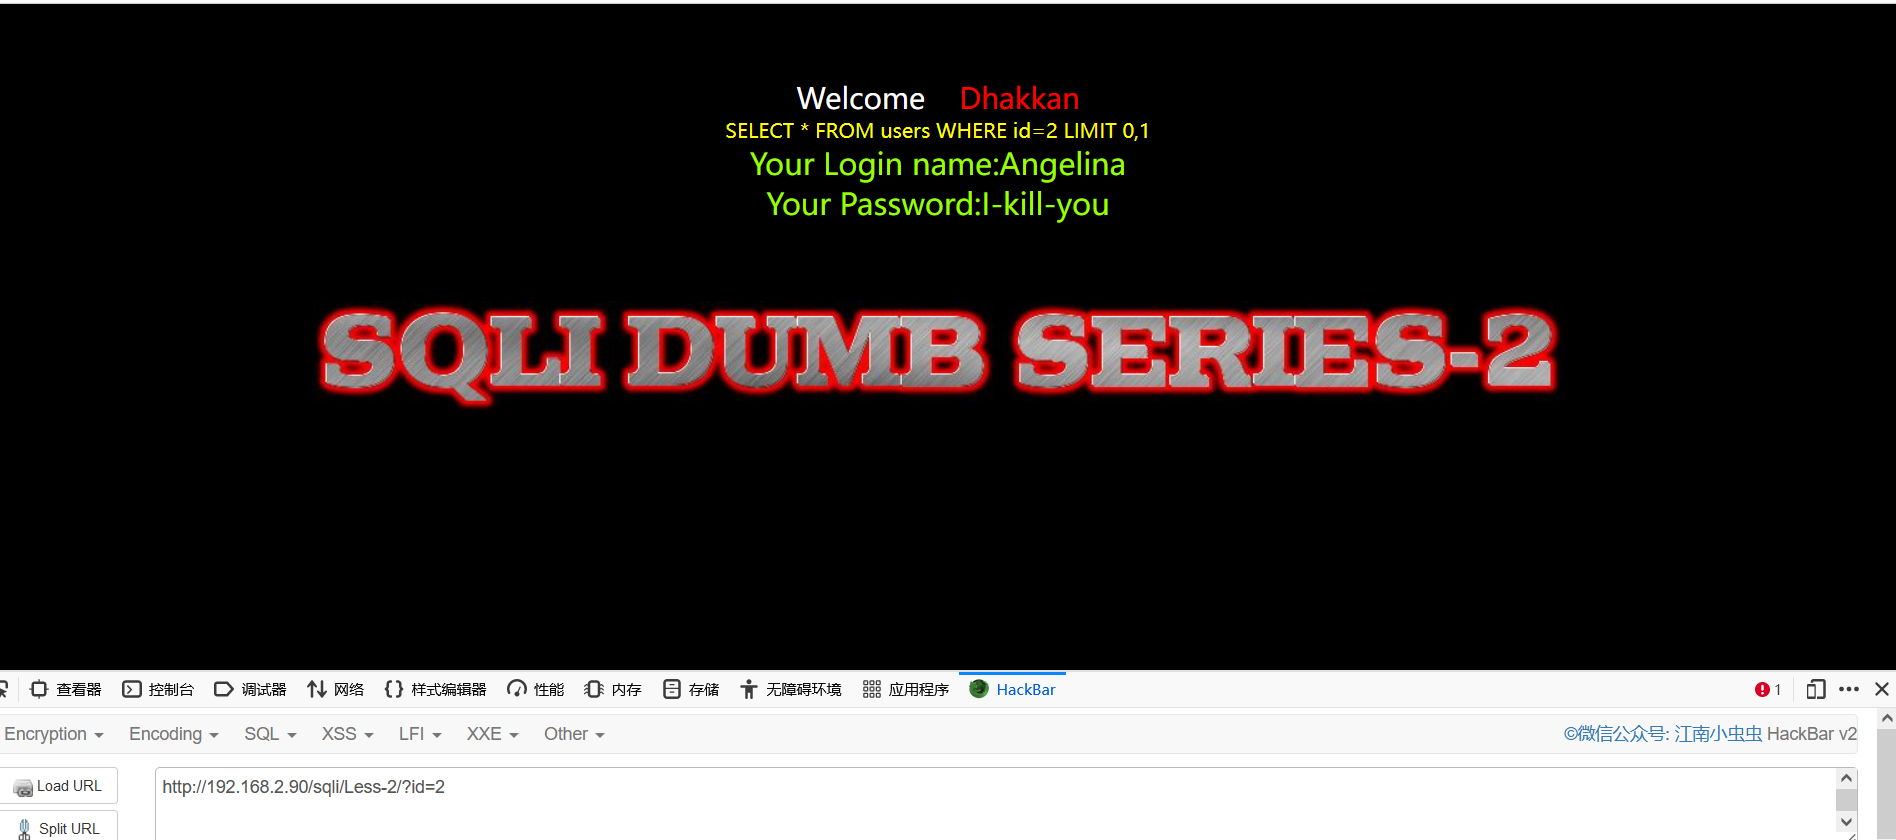 Welcome Dhakkan
SELECT * FROM users WHERE id=2 LIMIT 0,1
Your Login name:Angelina
Your Password:I-kill-you
SQLI DUMB SERIES-2
查看器 控制台 调试器 网络 {} 样式编辑器 性能 内存 存储 无障碍环境 应用程序 HackBar 1
Encryption Encoding SQL XSS LFI XXE Other ©微信公众号: 江南小虫虫 HackBar v2
Load URL http://192.168.2.90/sqli/Less-2/?id=2
Split URL